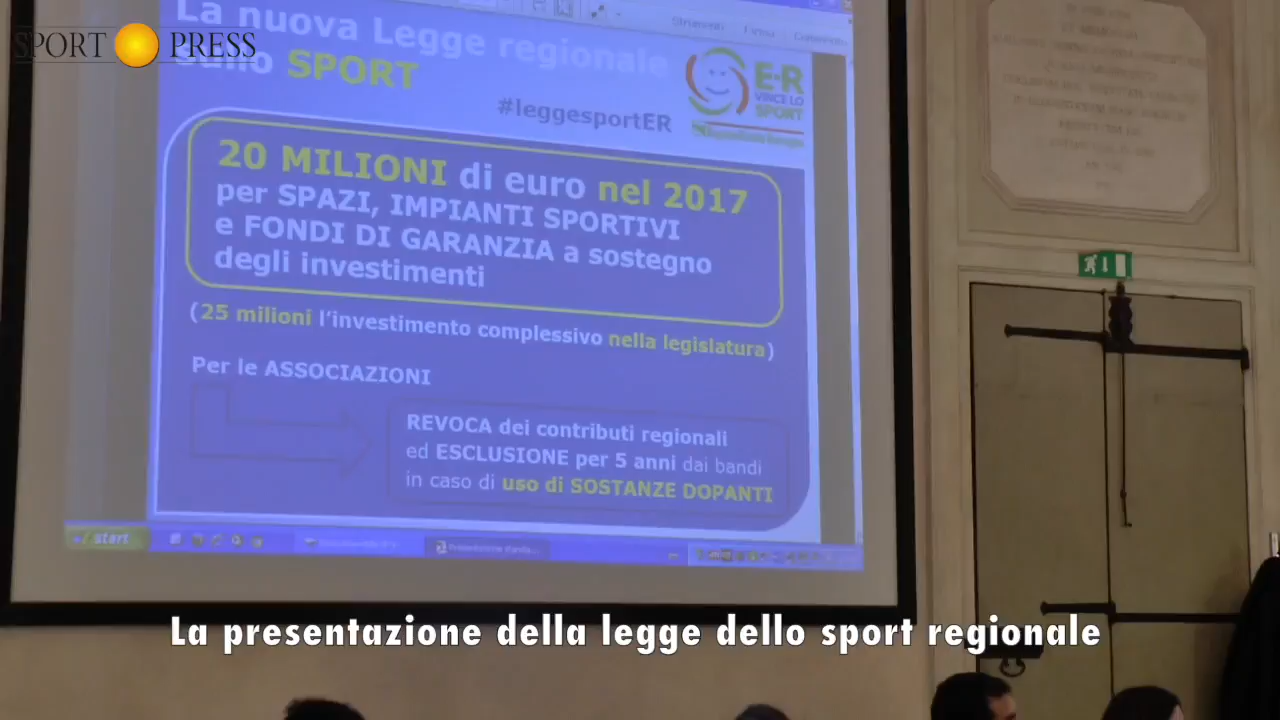 SPORT PRESS
La nuova Legge regionale
sullo SPORT
#leggesportER
E-R
VINCE LO
SPORT
20 MILIONI di euro nel 2017
per SPAZI, IMPIANTI SPORTIVI
e FONDI DI GARANZIA a sostegno
degli investimenti
(25 milioni l'investimento complessivo nella legislatura)
Per le ASSOCIAZIONI
REVOCA dei contributi regionali
ed ESCLUSIONE per 5 anni dai bandi
in caso di uso di SOSTANZE DOPANTI
start
La presentazione della legge dello sport regionale